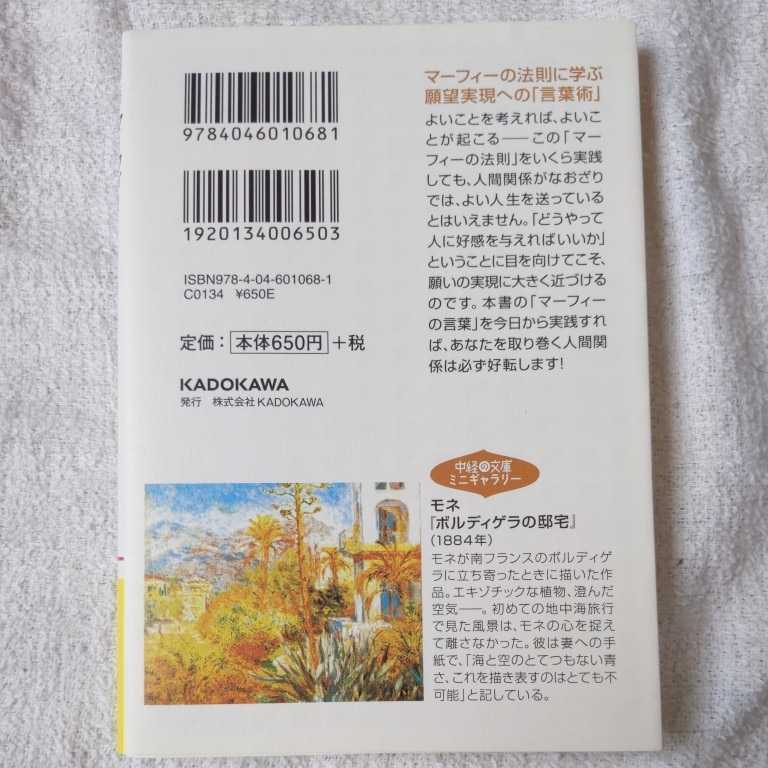 マーフィーの法則に学ぶ
願望実現への「言葉術」
よいことを考えれば、よいこ
とが起こる――この「マー
フィーの法則」をいくら実践
しても、人間関係がなおざり
では、よい人生を送っている
とはいえません。「どうやって
人に好感を与えればいいか」
ということに目を向けてこそ、
願いの実現に大きく近づける
のです。本書の「マーフィー
の言葉」を今日から実践すれ
ば、あなたを取り巻く人間関
係は必ず好転します!
9784046010681
1920134006503
ISBN978-4-04-601068-1
C0134 ¥650E
定価:本体650円+税
KADOKAWA
発行 株式会社KADOKAWA
中経の文庫
ミニギャラリー
モネ
『ボルディゲラの邸宅』
(1884年)
モネが南フランスのボルディゲ
ラに立ち寄ったときに描いた作
品。エキゾチックな植物、澄んだ
空気――。初めての地中海旅行
で見た風景は、モネの心を捉え
て離さなかった。彼は妻への手
紙で、「海と空のとてつもない青
さ、これを描き表すのはとても不
可能」と記している。